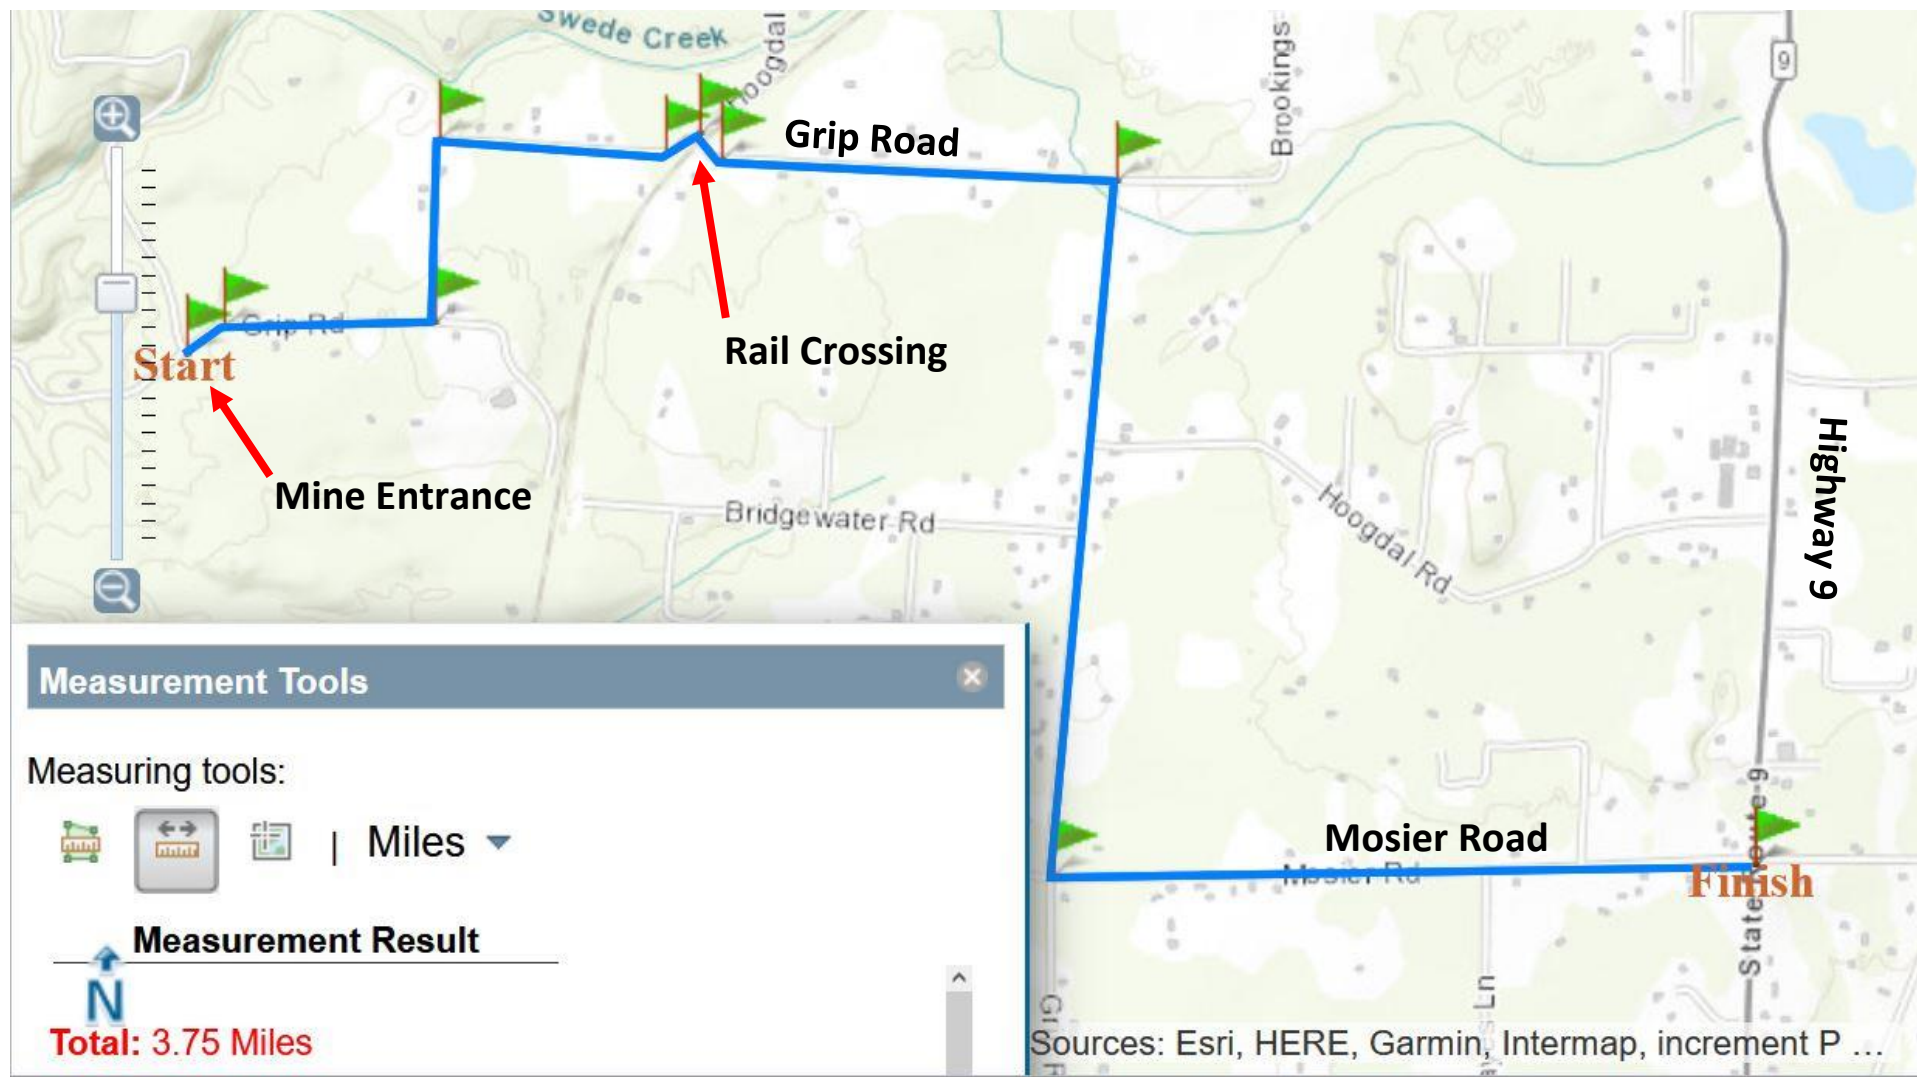 Swede Creek
Hoogdal
Brookings
9
Grip Road
Grip Rd
Start
Rail Crossing
Mine Entrance
Highway 9
Bridgewater Rd
Hoogdal Rd
Measurement Tools
Measuring tools:
| Miles
Mosier Road
Mosier Rd
Finish
State Route 9
Measurement Result
N
Total: 3.75 Miles
Sources: Esri, HERE, Garmin, Intermap, increment P ...